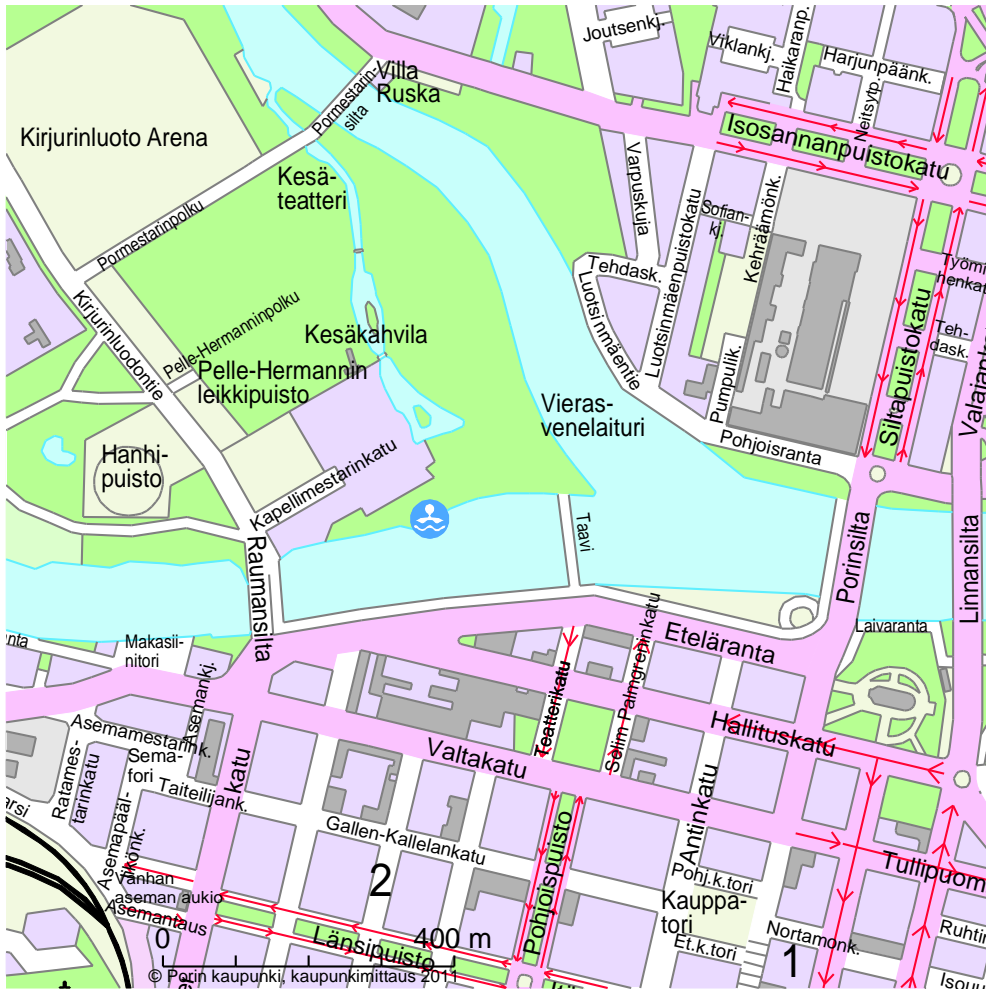 Joutsenkj.
Viklankj.
Haikaranp.
Harjunpäänk.
Neitsytp.
Villa
Ruska
Pormestarin-
silta
Kirjurinluoto Arena
Isosannanpuistokatu
Kesä-
teatteri
Varpuskuja
Luotsinmäenpuistokatu
Sofian-
kj.
Kehräämönk.
Pormestarinpolku
Tehdask.
Luotsinmäentie
Siltapuistokatu
Työmi
henkat
Teh-
dask.
Kirjurinluodontie
Pelle-Hermanninpolku
Kesäkahvila
Pelle-Hermannin
leikkipuisto
Vieras-
venelaituri
Pumpulik.
Pohjoisranta
Hanhi-
puisto
Kapellimestarinkatu
Taavi
Porinsilta
Linnansilta
Raumansilta
Eteläranta
Laivaranta
Makasii-
nitori
Asemankj.
Teatterikatu
Selim Palmgreninkatu
Hallituskatu
Asemamestarink.
Ratames-
tarinkatu
Sema-
fori
Taiteilijank.
Valtakatu
katu
Antinkatu
Gallen-Kallelankatu
Tullipuom
Asemapääl-
likönk.
Vanhan
aseman aukio
Asemantaus
2
Pohjoispuisto
Pohj.k.tori
Kauppa-
tori
Et.k.tori
Nortamonk.
1
Ruhtin
Isouu
Länsipuisto
0
400 m
© Porin kaupunki, kaupunkimittaus 2011